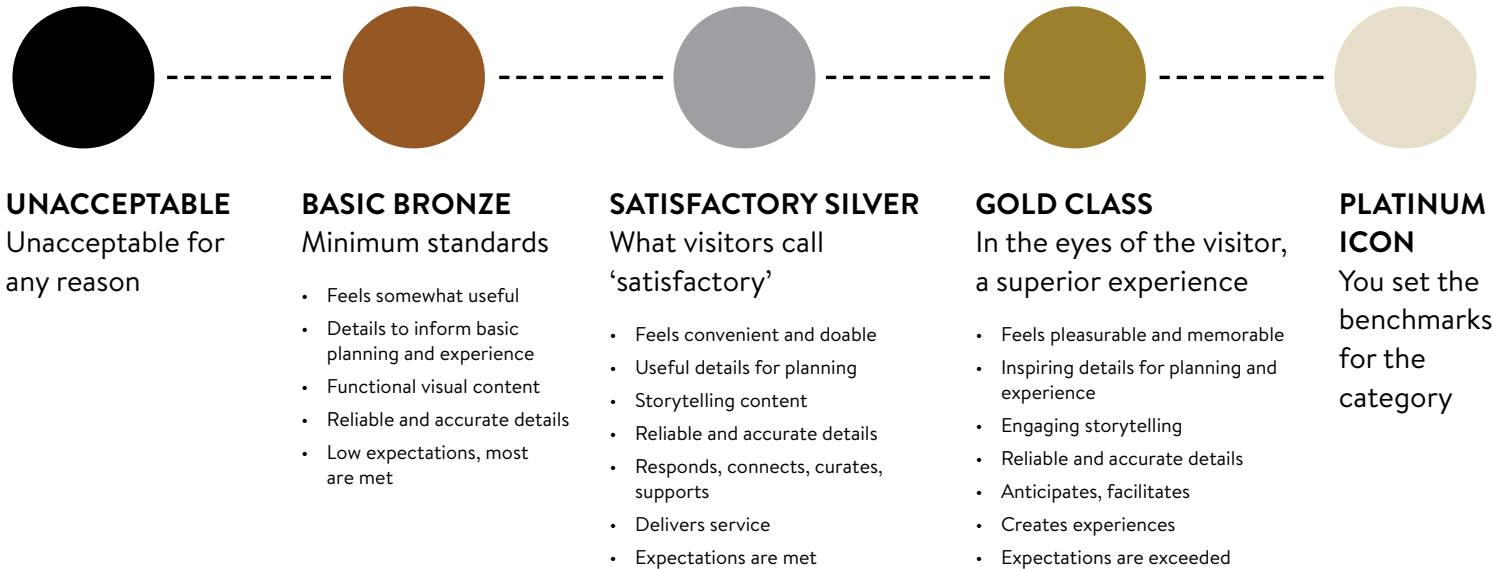 UNACCEPTABLE
Unacceptable for
any reason
BASIC BRONZE
Minimum standards
• Feels somewhat useful
• Details to inform basic
planning and experience
• Functional visual content
• Reliable and accurate details
• Low expectations, most
are met
SATISFACTORY SILVER
What visitors call
‘satisfactory’
• Feels convenient and doable
• Useful details for planning
• Storytelling content
• Reliable and accurate details
• Responds, connects, curates,
supports
• Delivers service
• Expectations are met
GOLD CLASS
In the eyes of the visitor,
a superior experience
• Feels pleasurable and memorable
• Inspiring details for planning and
experience
• Engaging storytelling
• Reliable and accurate details
• Anticipates, facilitates
• Creates experiences
• Expectations are exceeded
PLATINUM
ICON
You set the
benchmarks
for the
category